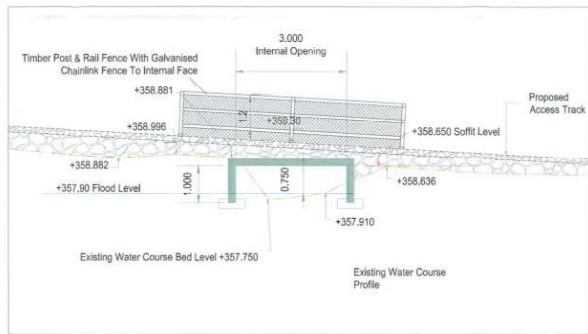 3.000
Internal Opening
Timber Post & Rail Fence With Galvanised
Chainlink Fence To Internal Face
+358.881
Proposed
Access Track
1.2
+359.30
+358.996
+358.650 Soffit Level
+358.882
+358.636
+357.90 Flood Level
1.000
0.750
+357.910
Existing Water Course Bed Level +357.750
Existing Water Course
Profile